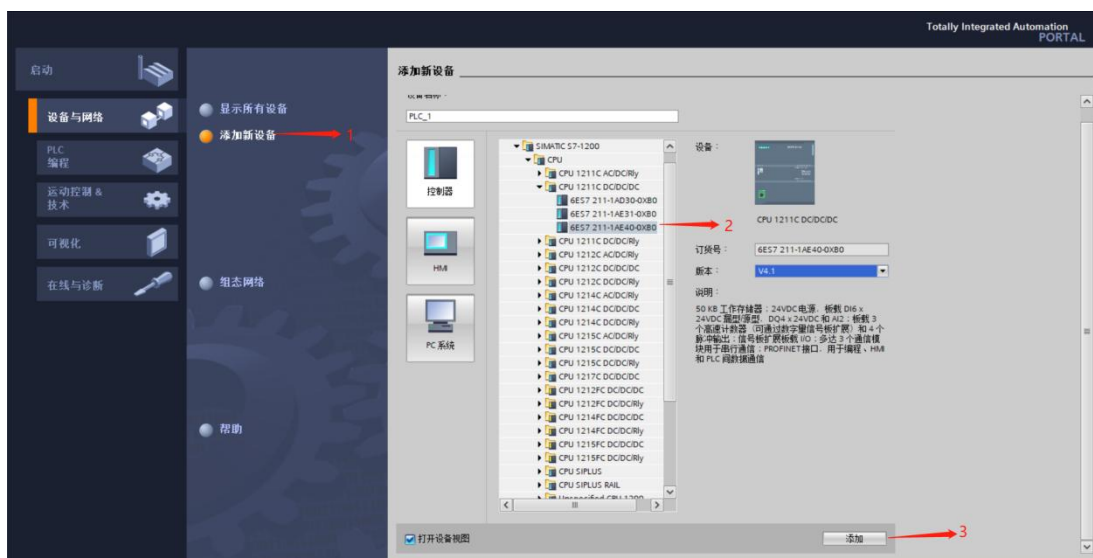 Totally Integrated Automation
PORTAL
启动
设备与网络
PLC
编程
运动控制 &
技术
可视化
在线与诊断
显示所有设备
添加新设备
1
组态网络
帮助
添加新设备
设备名称：
PLC_1
控制器
HMI
PC 系统
SIMATIC S7-1200
CPU
CPU 1211C AC/DC/Rly
CPU 1211C DC/DC/DC
6ES7 211-1AD30-0XB0
6ES7 211-1AE31-0XB0
6ES7 211-1AE40-0XB0
2
CPU 1211C DC/DC/Rly
CPU 1212C AC/DC/Rly
CPU 1212C DC/DC/DC
CPU 1212C DC/DC/Rly
CPU 1214C AC/DC/Rly
CPU 1214C DC/DC/DC
CPU 1214C DC/DC/Rly
CPU 1215C AC/DC/Rly
CPU 1215C DC/DC/DC
CPU 1215C DC/DC/Rly
CPU 1217C DC/DC/DC
CPU 1212FC DC/DC/DC
CPU 1212FC DC/DC/Rly
CPU 1214FC DC/DC/DC
CPU 1214FC DC/DC/Rly
CPU 1215FC DC/DC/DC
CPU 1215FC DC/DC/Rly
CPU SIPLUS
CPU SIPLUS RAIL
Unspecified CPU 1200
设备：
CPU 1211C DC/DC/DC
订货号：
6ES7 211-1AE40-0XB0
版本：
V4.1
说明：
50 KB 工作存储器；24VDC 电源，板载 DI6 x
24VDC 漏型/源型，DQ4 x 24VDC 和 AI2；板载 3
个高速计数器（可通过数字量信号板扩展）和 4 个
脉冲输出；信号板扩展板载 I/O；多达 3 个通信模
块用于串行通信；PROFINET 接口，用于编程、HMI
和 PLC 间数据通信
打开设备视图
添加
3